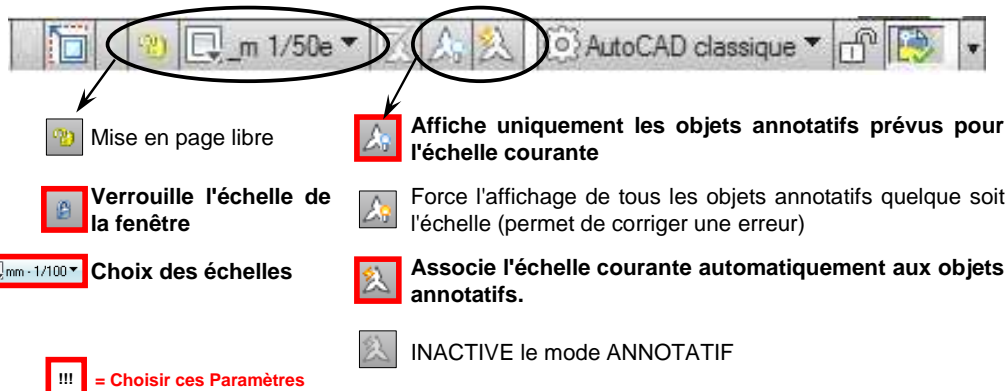 _m 1/50e
AutoCAD classique
Mise en page libre
Verrouille l'échelle de
la fenêtre
mm - 1/100
Choix des échelles
!!!
= Choisir ces Paramètres
Affiche uniquement les objets annotatifs prévus pour
l'échelle courante
Force l'affichage de tous les objets annotatifs quelque soit
l'échelle (permet de corriger une erreur)
Associe l'échelle courante automatiquement aux objets
annotatifs.
INACTIVE le mode ANNOTATIF